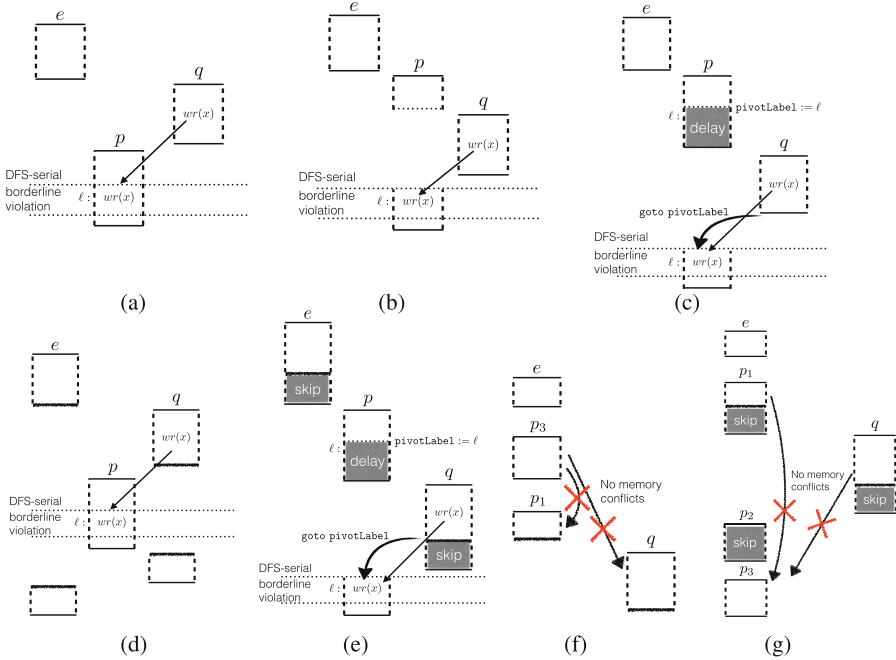 e
q
wr(x)
p
DFS-serial
borderline
violation
ℓ : wr(x)
(a)
e
p
q
wr(x)
DFS-serial
borderline
violation
ℓ : wr(x)
(b)
e
p
pivotLabel := ℓ
ℓ :
delay
q
wr(x)
goto pivotLabel
DFS-serial
borderline
violation
ℓ : wr(x)
(c)
e
q
wr(x)
p
DFS-serial
borderline
violation
ℓ : wr(x)
(d)
e
skip
p
ℓ :
pivotLabel := ℓ
delay
q
wr(x)
goto pivotLabel
skip
DFS-serial
borderline
violation
ℓ : wr(x)
(e)
e
p3
No memory
conflicts
p1
q
(f)
e
p1
skip
q
No memory
conflicts
skip
p2
skip
p3
(g)